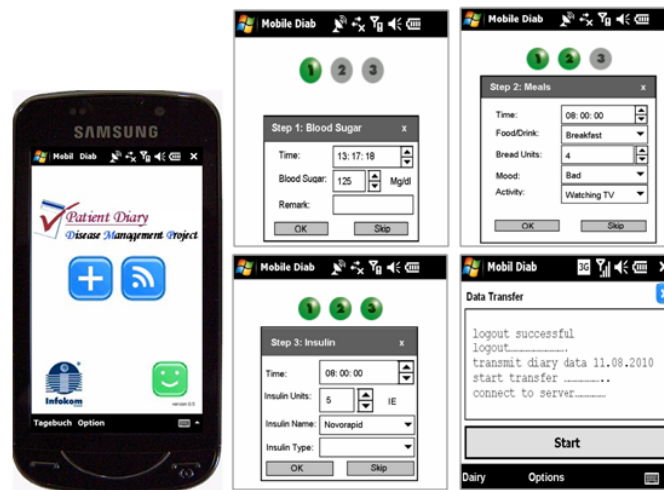 SAMSUNG
Mobil Diab
X
Patient Diary
Disease Management Project
Infokom
version 0.5
Tagebuch Option
Mobile Diab
1 2 3
Step 1: Blood Sugar x
Time: 13: 17: 18
Blood Sugar: 125 Mg/dl
Remark:
OK Skip
Mobile Diab
1 2 3
Step 2: Meals x
Time: 08: 00: 00
Food/Drink: Breakfast
Bread Units: 4
Mood: Bad
Activity: Watching TV
OK Skip
Mobile Diab
1 2 3
Step 3: Insulin x
Time: 08: 00: 00
Insulin Units: 5 IE
Insulin Name: Novorapid
Insulin Type:
OK Skip
Mobil Diab 3G X
Data Transfer
logout successful
logout..................
transmit diary data 11.08.2010
start transfer ..............
connect to server.............
Start
Dairy Options